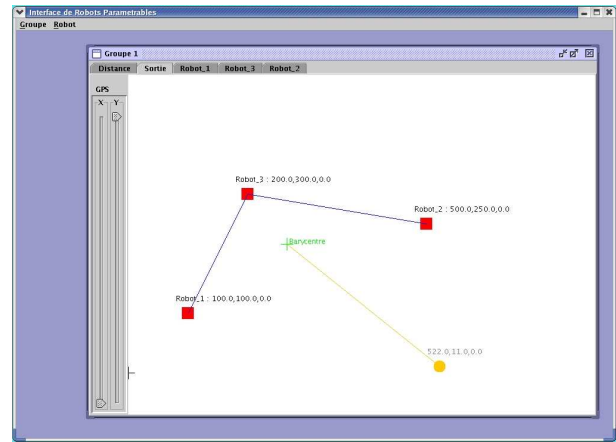 Interface de Robots Parametrables
Groupe Robot
Groupe 1
Distance Sortie Robot_1 Robot_3 Robot_2
GPS
X Y
Robot_3 : 200.0,300.0,0.0
Robot_2 : 500.0,250.0,0.0
Barycentre
Robot_1 : 100.0,100.0,0.0
522.0,11.0,0.0